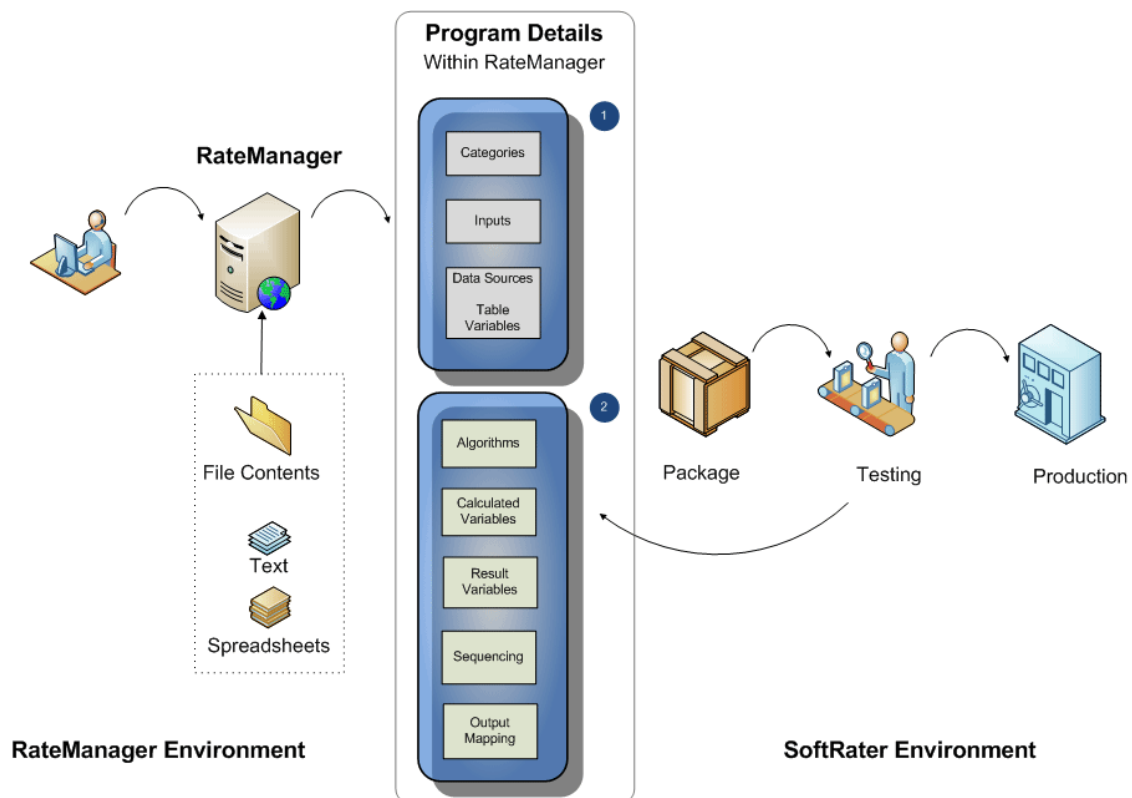 Program Details
Within RateManager
1
Categories
Inputs
Data Sources
Table
Variables
RateManager
File Contents
Text
Spreadsheets
2
Algorithms
Calculated
Variables
Result
Variables
Sequencing
Output
Mapping
Package
Testing
Production
RateManager Environment
SoftRater Environment